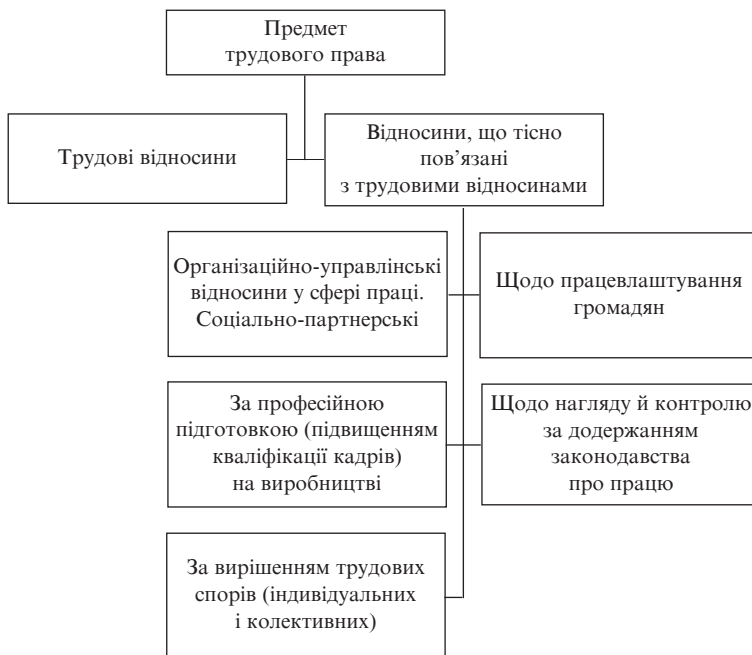 Предмет
трудового права
Трудові відносини
Відносини, що тісно
пов’язані
з трудовими відносинами
Організаційно-управлінські
відносини у сфері праці.
Соціально-партнерські
Щодо працевлаштування
громадян
За професійною
підготовкою (підвищенням
кваліфікації кадрів)
на виробництві
Щодо нагляду й контролю
за додержанням
законодавства
про працю
За вирішенням трудових
спорів (індивідуальних
і колективних)